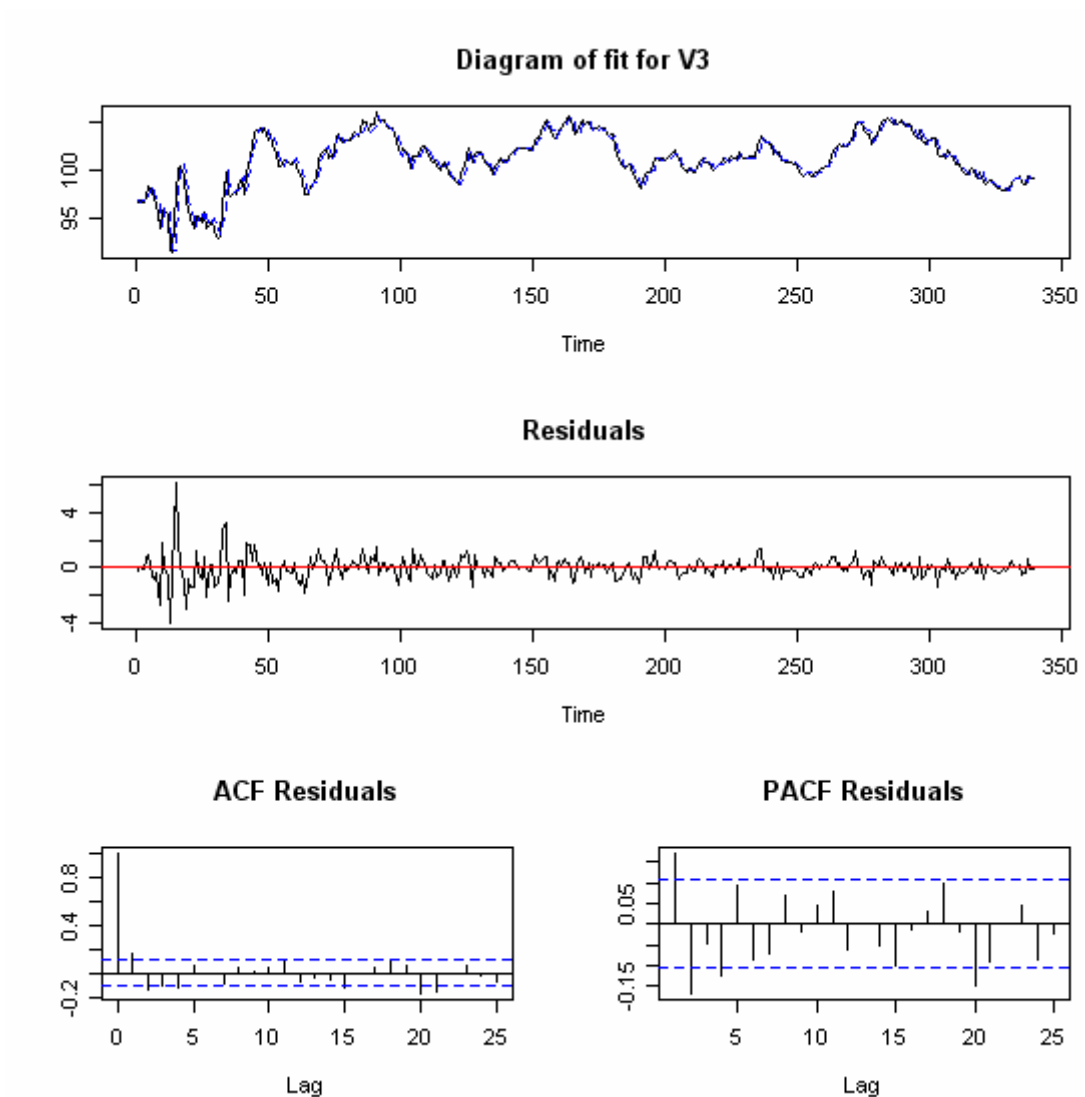 Diagram of fit for V3
95 100
0 50 100 150 200 250 300 350
Time
Residuals
-4 0 4
0 50 100 150 200 250 300 350
Time
ACF Residuals
-0.2 0.4 0.8
0 5 10 15 20 25
Lag
PACF Residuals
-0.15 0.05
5 10 15 20 25
Lag